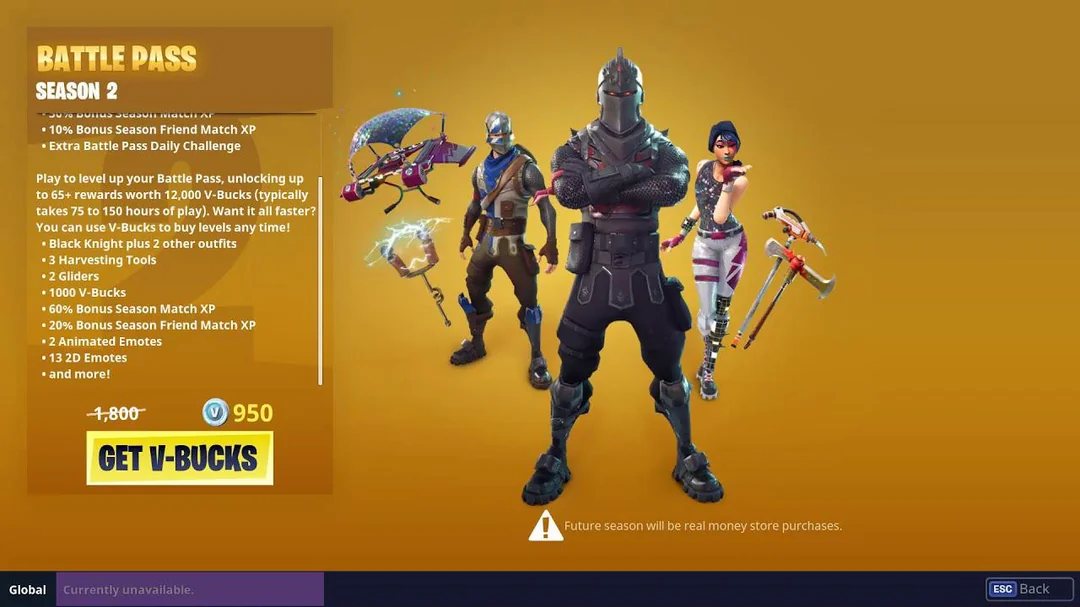 BATTLE PASS
SEASON 2
Bonus Season Match XP
• 10% Bonus Season Friend Match XP
• Extra Battle Pass Daily Challenge
Play to level up your Battle Pass, unlocking up
to 65+ rewards worth 12,000 V-Bucks (typically
takes 75 to 150 hours of play). Want it all faster?
You can use V-Bucks to buy levels any time!
• Black Knight plus 2 other outfits
• 3 Harvesting Tools
• 2 Gliders
• 1000 V-Bucks
• 60% Bonus Season Match XP
• 20% Bonus Season Friend Match XP
• 2 Animated Emotes
• 13 2D Emotes
• and more!
1,800 V 950
GET V-BUCKS
Future season will be real money store purchases.
Global Currently unavailable.
ESC Back